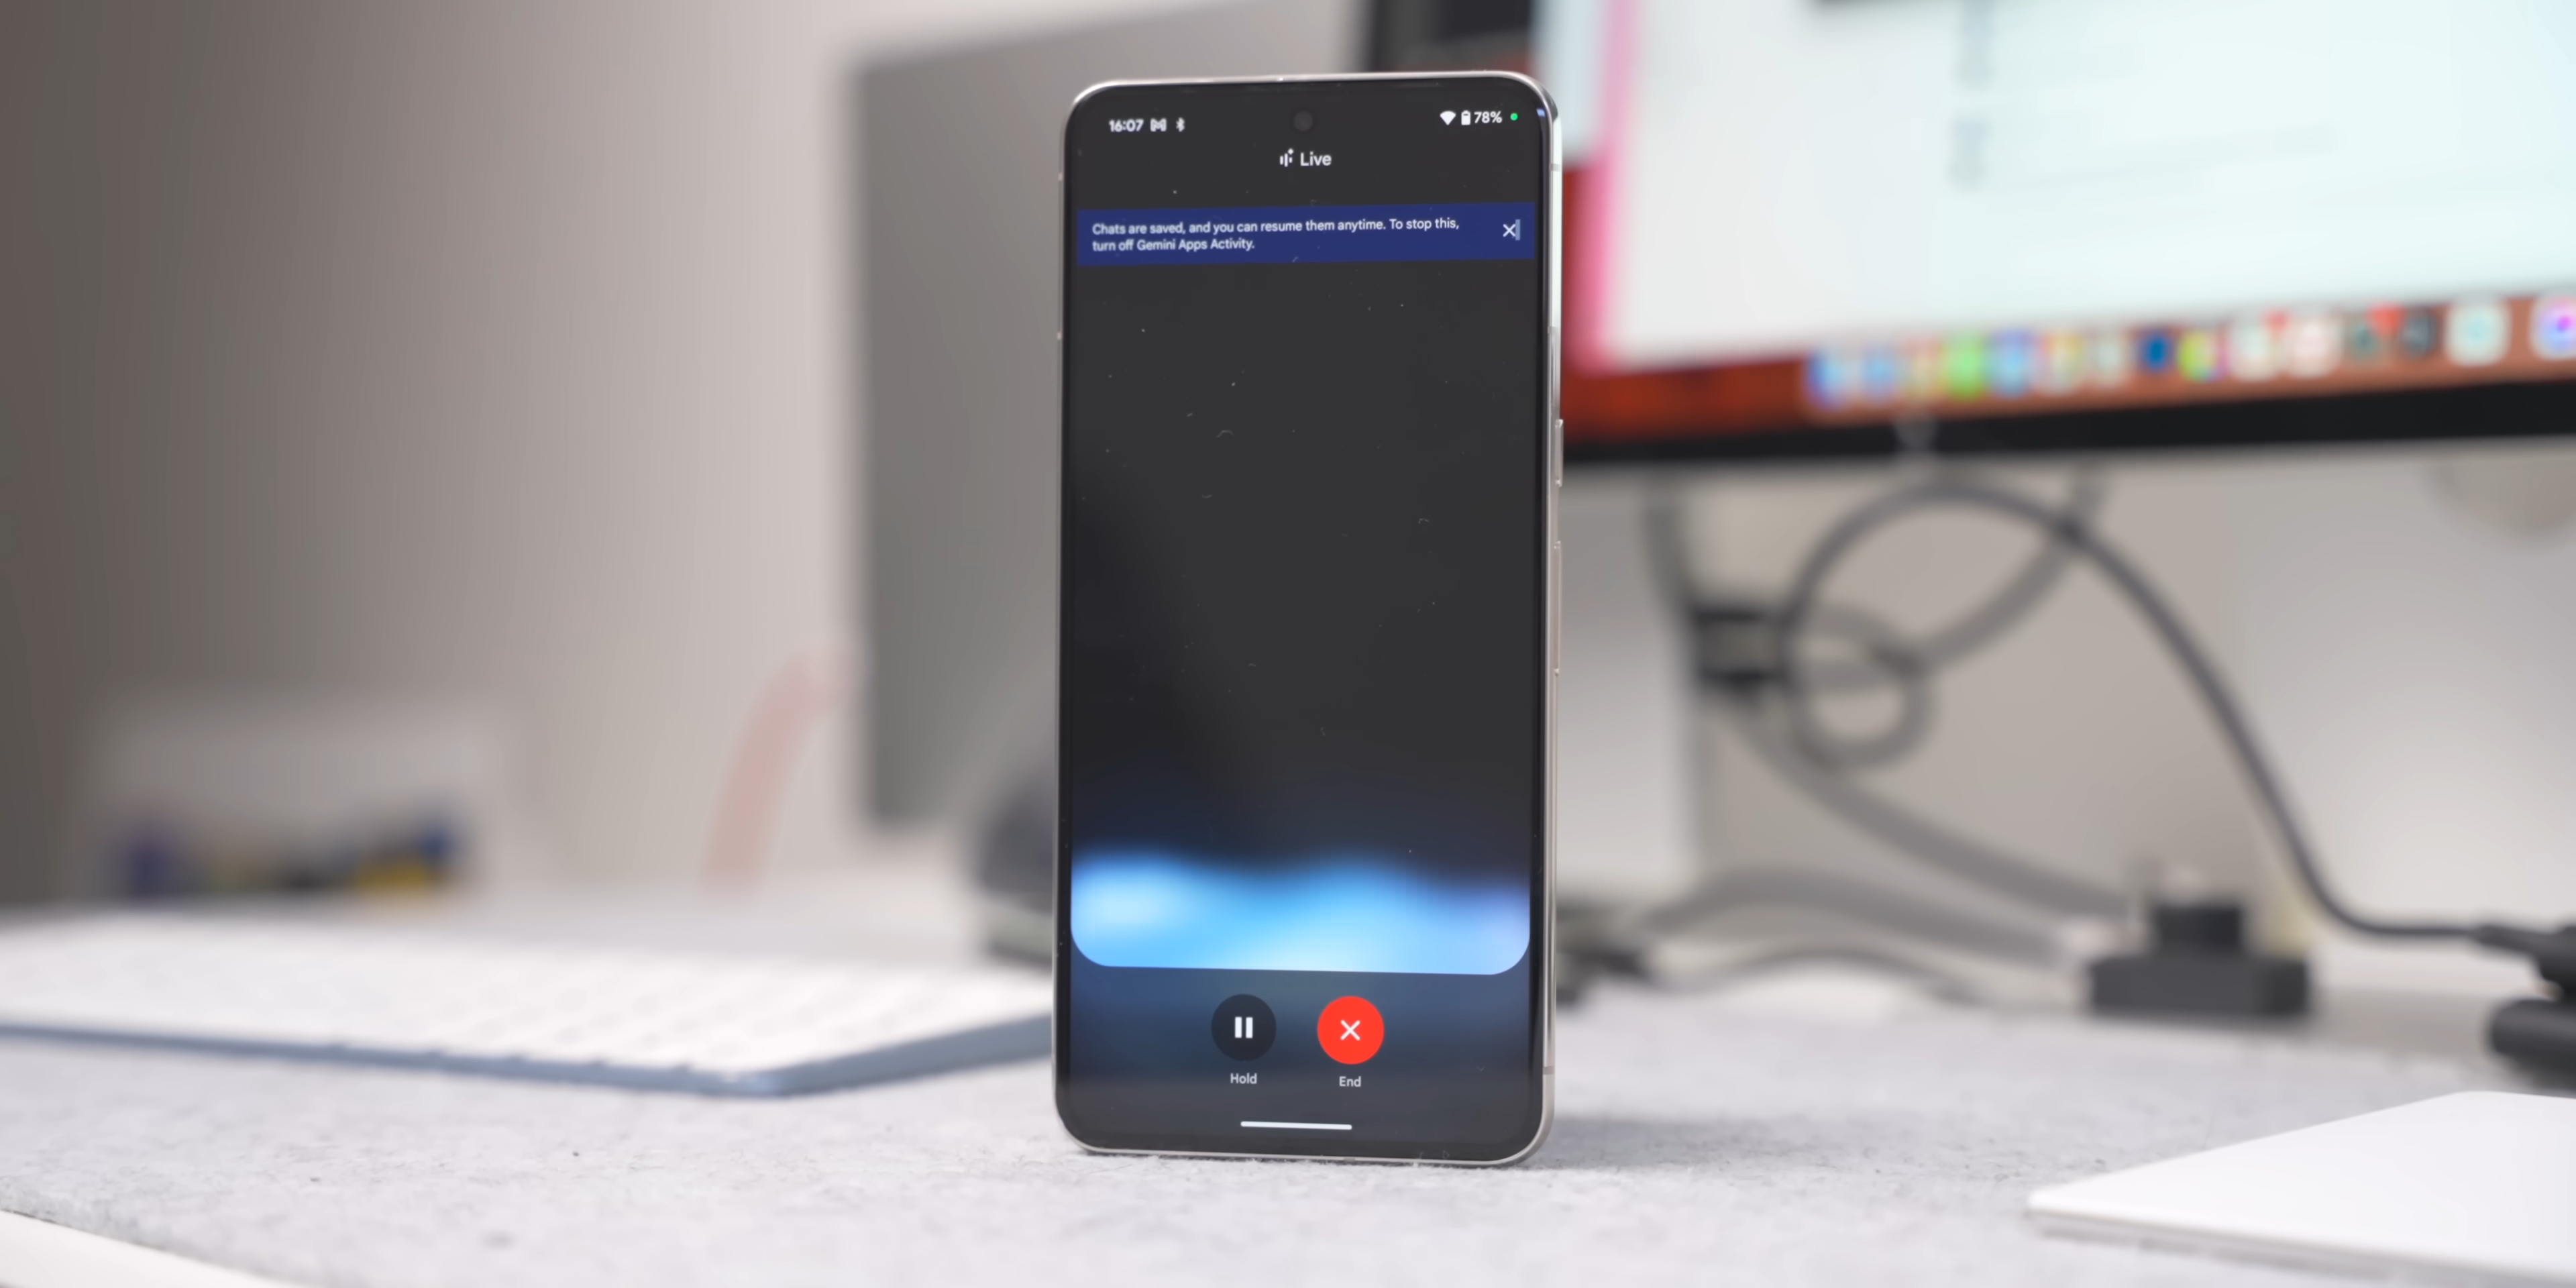 16:07
78%
Live
Chats are saved, and you can resume them anytime. To stop this,
turn off Gemini Apps Activity.
Hold
End